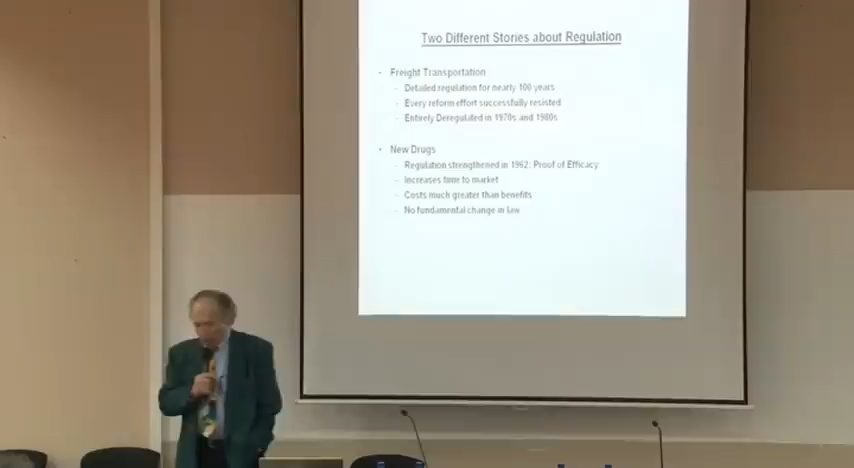 Two Different Stories about Regulation
• Freight Transportation
- Detailed regulation for nearly 100 years
- Every reform effort successfully resisted
- Entirely Deregulated in 1970s and 1980s
• New Drugs
- Regulation strengthened in 1962: Proof of Efficacy
- Increases time to market
- Costs much greater than benefits
- No fundamental change in law